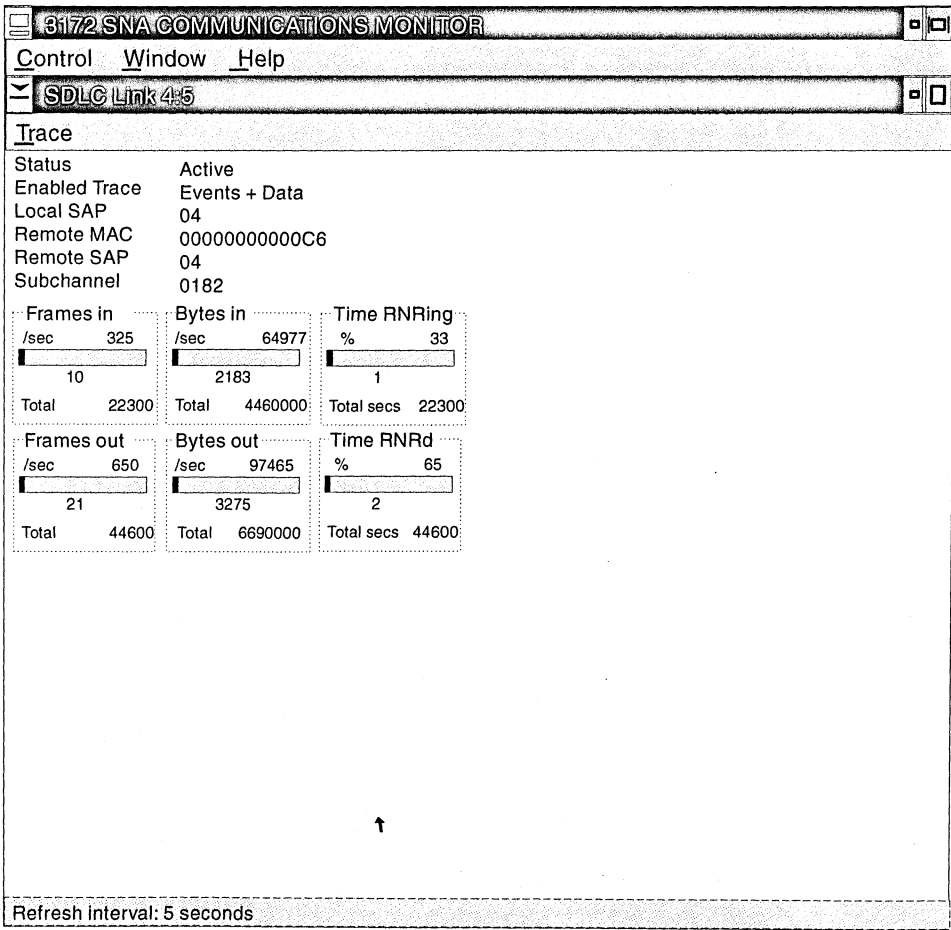 3172 SNA COMMUNICATIONS MONITOR
Control Window Help
SDLC Link 4:5
Trace
Status Active
Enabled Trace Events + Data
Local SAP 04
Remote MAC 00000000000C6
Remote SAP 04
Subchannel 0182
Frames in Bytes in Time RNRing
/sec 325 /sec 64977 % 33
10 2183 1
Total 22300 Total 4460000 Total secs 22300
Frames out Bytes out Time RNRd
/sec 650 /sec 97465 % 65
21 3275 2
Total 44600 Total 6690000 Total secs 44600
Refresh interval: 5 seconds